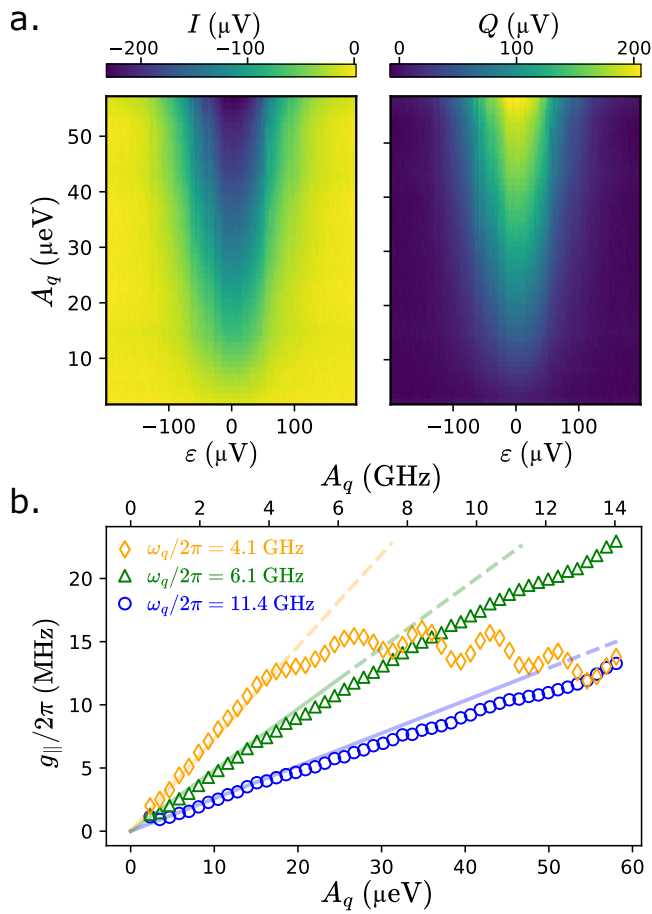 a.
I (μV)
Q (μV)
−200 −100 0
0 100 200
A_q (μeV)
50
40
30
20
10
−100 0 100
−100 0 100
ε (μV)
ε (μV)
A_q (GHz)
b.
0 2 4 6 8 10 12 14
ω_q/2π = 4.1 GHz
ω_q/2π = 6.1 GHz
ω_q/2π = 11.4 GHz
g_∥/2π (MHz)
20
15
10
5
0
0 10 20 30 40 50 60
A_q (μeV)